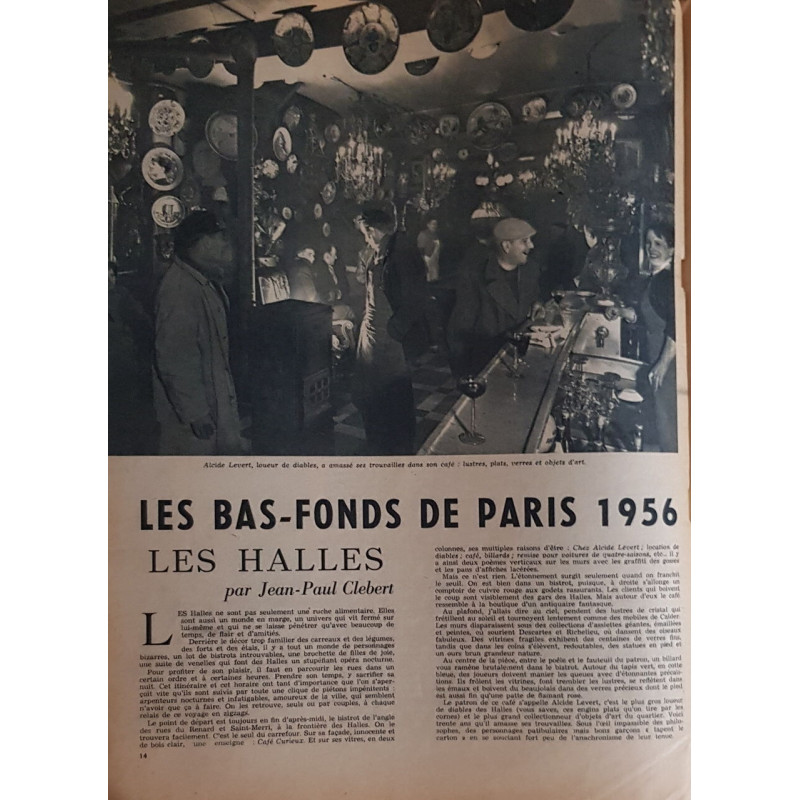 Alcide Levert, loueur de diables, a amassé ses trouvailles dans son café : lustres, plats, verres et objets d'art.
LES BAS-FONDS DE PARIS 1956
LES HALLES
par Jean-Paul Clebert
LES Halles ne sont pas seulement une ruche alimentaire. Elles
sont aussi un monde en marge, un univers qui vit fermé sur
lui-même et qui ne se laisse pénétrer qu'avec beaucoup de
temps, de flair et d'amitiés.
Derrière le décor trop familier des carreaux et des légumes,
des forts et des étals, il y a tout un monde de personnages
bizarres, un lot de bistrots introuvables, une brochette de filles de joie,
une suite de venelles qui font des Halles un stupéfiant opéra nocturne.
Pour profiter de son plaisir, il faut en parcourir les rues dans un
certain ordre et à certaines heures. Prendre son temps, y sacrifier sa
nuit. Cet itinéraire et cet horaire ont tant d'importance que l'on s'aper-
çoit vite qu'ils sont suivis par toute une clique de piétons impénitents :
arpenteurs nocturnes et infatigables, amoureux de la ville, qui semblent
n'avoir que ça à faire. On les retrouve, seuls ou par couples, à chaque
relais de ce voyage en zigzags.
Le point de départ est toujours en fin d'après-midi, le bistrot de l'angle
des rues du Renard et Saint-Merri, à la frontière des Halles. On le
trouvera facilement. C'est le seul du carrefour. Sur sa façade, innocente et
de bois clair, une enseigne : Café Curieux. Et sur ses vitres, en deux
14
colonnes, ses multiples raisons d'être : Chez Alcide Levert ; location de
diables ; café, billards ; remise pour voitures de quatre-saisons, etc... il y
a ainsi deux poèmes verticaux sur les murs avec les graffiti des gosses
et les pans d'affiches lacérées.
Mais ce n'est rien. L'étonnement surgit seulement quand on franchit
le seuil. On est bien dans un bistrot, puisque, à droite s'allonge un
comptoir de cuivre rouge aux godets rassurants. Les clients qui boivent
le coup sont visiblement des gars des Halles. Mais autour d'eux le café
ressemble à la boutique d'un antiquaire fantasque.
Au plafond, j'allais dire au ciel, pendent des lustres de cristal qui
frétillent au soleil et tournoyent lentement comme des mobiles de Calder.
Les murs disparaissent sous des collections d'assiettes géantes, émaillées
et peintes, où sourient Descartes et Richelieu, où dansent des oiseaux
fabuleux. Des vitrines fragiles exhibent des centaines de verres fins,
tandis que dans les coins s'élèvent, redoutables, des statues en pied et
en ours brun grandeur nature.
Au centre de la pièce, entre le poêle et le fauteuil du patron, un billard
vous ramène brutalement dans le bistrot. Autour du tapis vert, en cotte
bleue, des joueurs doivent manier les queues avec d'étonnantes précau-
tions. Ils frôlent les vitrines, font trembler les lustres, se reflètent dans
les émaux et boivent du beaujolais dans des verres précieux dont le pied
est aussi fin qu'une patte de flamant rose.
Le patron de ce café s'appelle Alcide Levert, c'est le plus gros loueur
de diables des Halles (vous savez, ces engins plats qu'on tire par les
cornes) et le plus grand collectionneur d'objets d'art du quartier. Voici
trente ans qu'il amasse ses trouvailles. Sous l'œil impossible des philo-
sophes, des personnages patibulaires mais bons garçons « tapent le
carton » en se souciant fort peu de l'anachronisme de leur tenue.